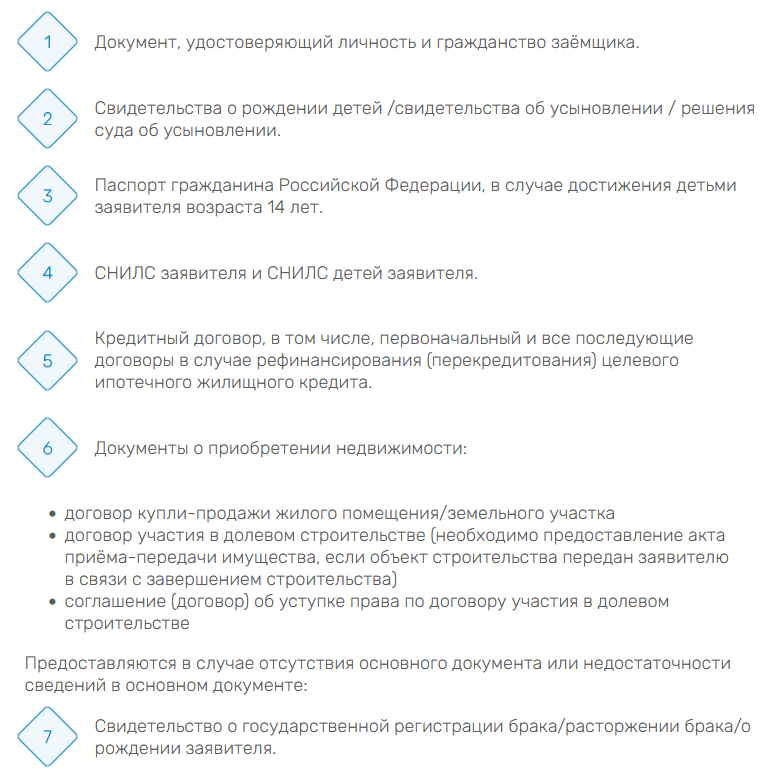 1
Документ, удостоверяющий личность и гражданство заёмщика.
2
Свидетельства о рождении детей /свидетельства об усыновлении / решения
суда об усыновлении.
3
Паспорт гражданина Российской Федерации, в случае достижения детьми
заявителя возраста 14 лет.
4
СНИЛС заявителя и СНИЛС детей заявителя.
5
Кредитный договор, в том числе, первоначальный и все последующие
договоры в случае рефинансирования (перекредитования) целевого
ипотечного жилищного кредита.
6
Документы о приобретении недвижимости:
• договор купли-продажи жилого помещения/земельного участка
• договор участия в долевом строительстве (необходимо предоставление акта
приёма-передачи имущества, если объект строительства передан заявителю
в связи с завершением строительства)
• соглашение (договор) об уступке права по договору участия в долевом
строительстве
Предоставляются в случае отсутствия основного документа или недостаточности
сведений в основном документе:
7
Свидетельство о государственной регистрации брака/расторжении брака/о
рождении заявителя.